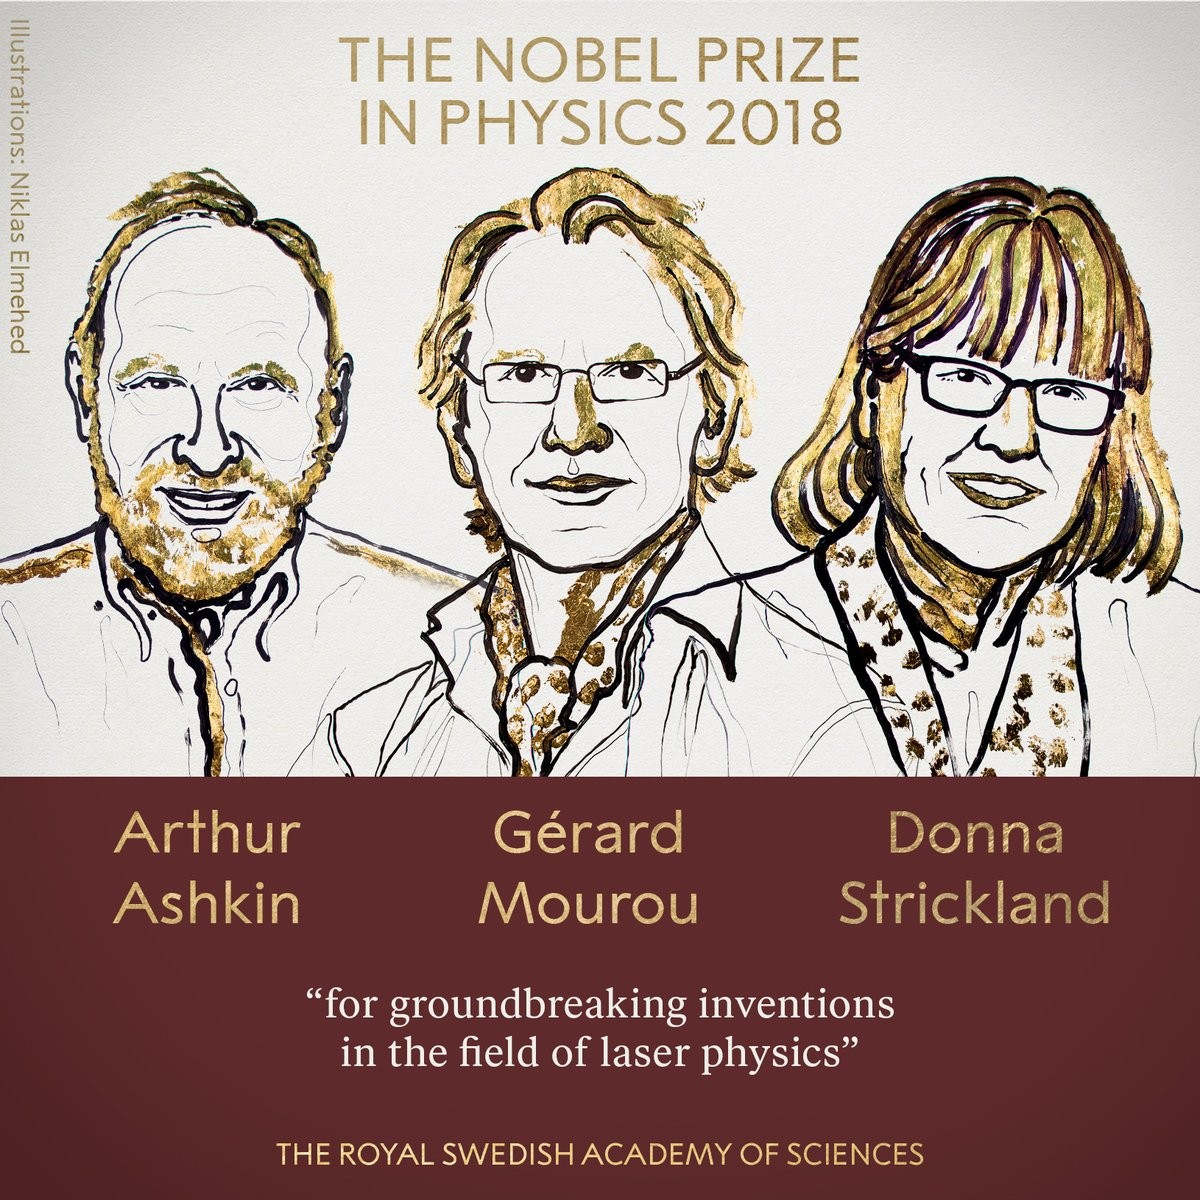 THE NOBEL PRIZE
IN PHYSICS 2018
Illustrations: Niklas Elmehed
Arthur
Ashkin
Gérard
Mourou
Donna
Strickland
“for groundbreaking inventions
in the field of laser physics”
THE ROYAL SWEDISH ACADEMY OF SCIENCES